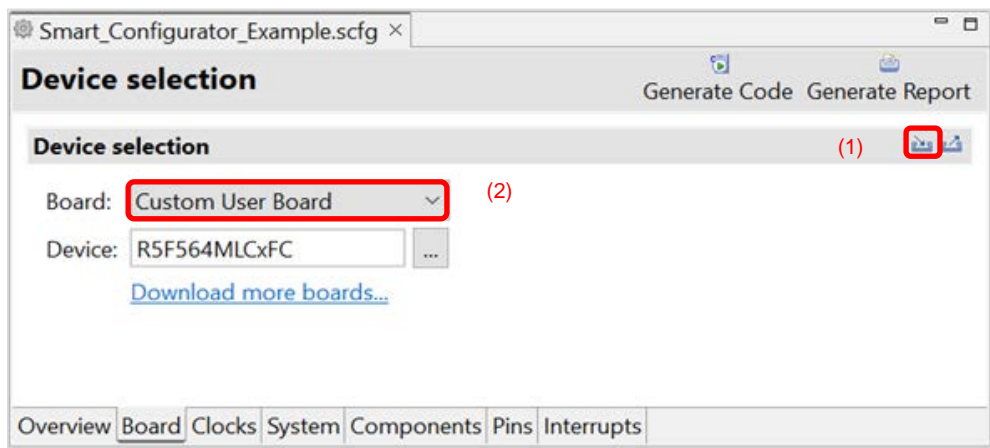 Smart_Configurator_Example.scfg
Device selection
Generate Code Generate Report
Device selection
(1)
Board: Custom User Board
(2)
Device: R5F564MLCxFC ...
Download more boards...
Overview Board Clocks System Components Pins Interrupts